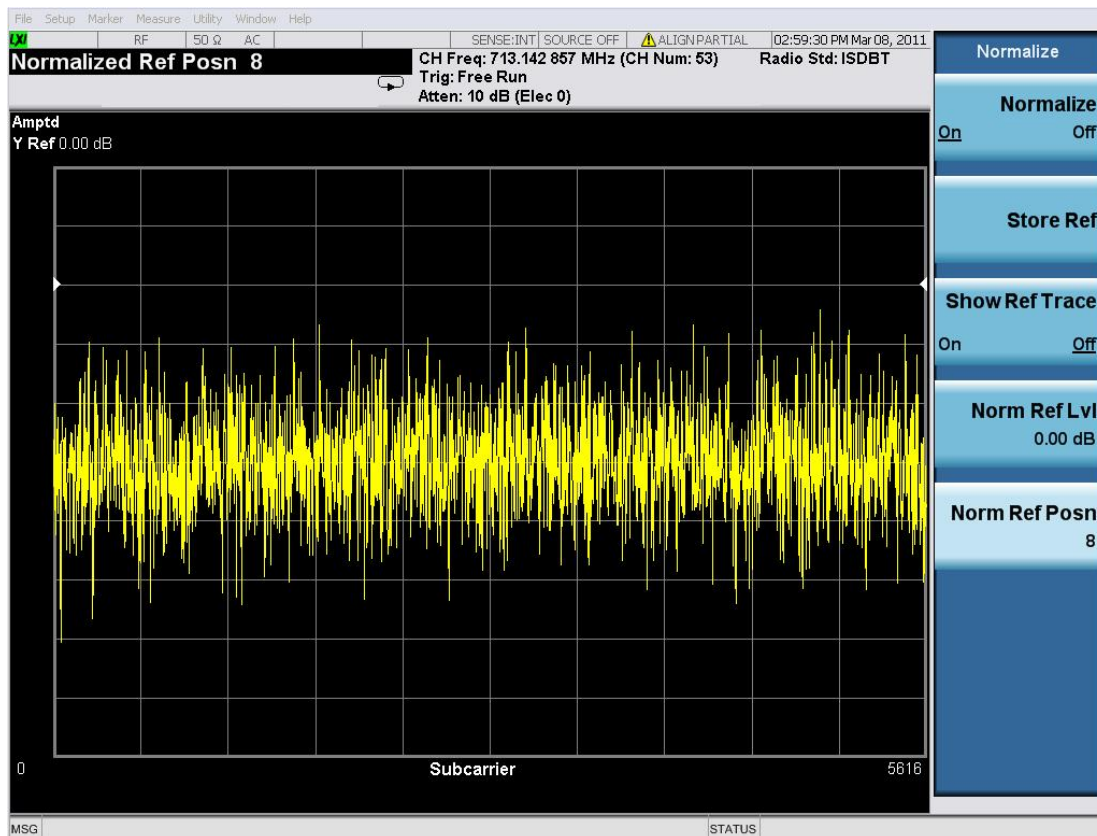 File Setup Marker Measure Utility Window Help
LXI RF 50 Ω AC SENSE:INT SOURCE OFF ALIGN PARTIAL 02:59:30 PM Mar 08, 2011
Normalized Ref Posn 8
CH Freq: 713.142 857 MHz (CH Num: 53) Radio Std: ISDBT
Trig: Free Run
Atten: 10 dB (Elec 0)
Amptd
Y Ref 0.00 dB
0 Subcarrier 5616
MSG STATUS
Normalize
Normalize
On Off
Store Ref
Show Ref Trace
On Off
Norm Ref Lvl
0.00 dB
Norm Ref Posn
8